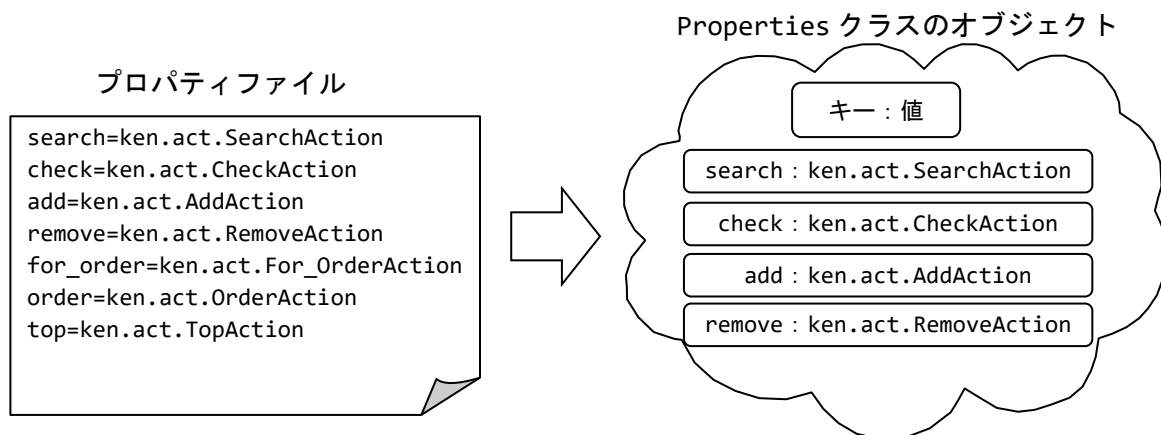 Properties クラスのオブジェクト
プロパティファイル
search=ken.act.SearchAction
check=ken.act.CheckAction
add=ken.act.AddAction
remove=ken.act.RemoveAction
for_order=ken.act.For_OrderAction
order=ken.act.OrderAction
top=ken.act.TopAction
キー：値
search：ken.act.SearchAction
check：ken.act.CheckAction
add：ken.act.AddAction
remove：ken.act.RemoveAction